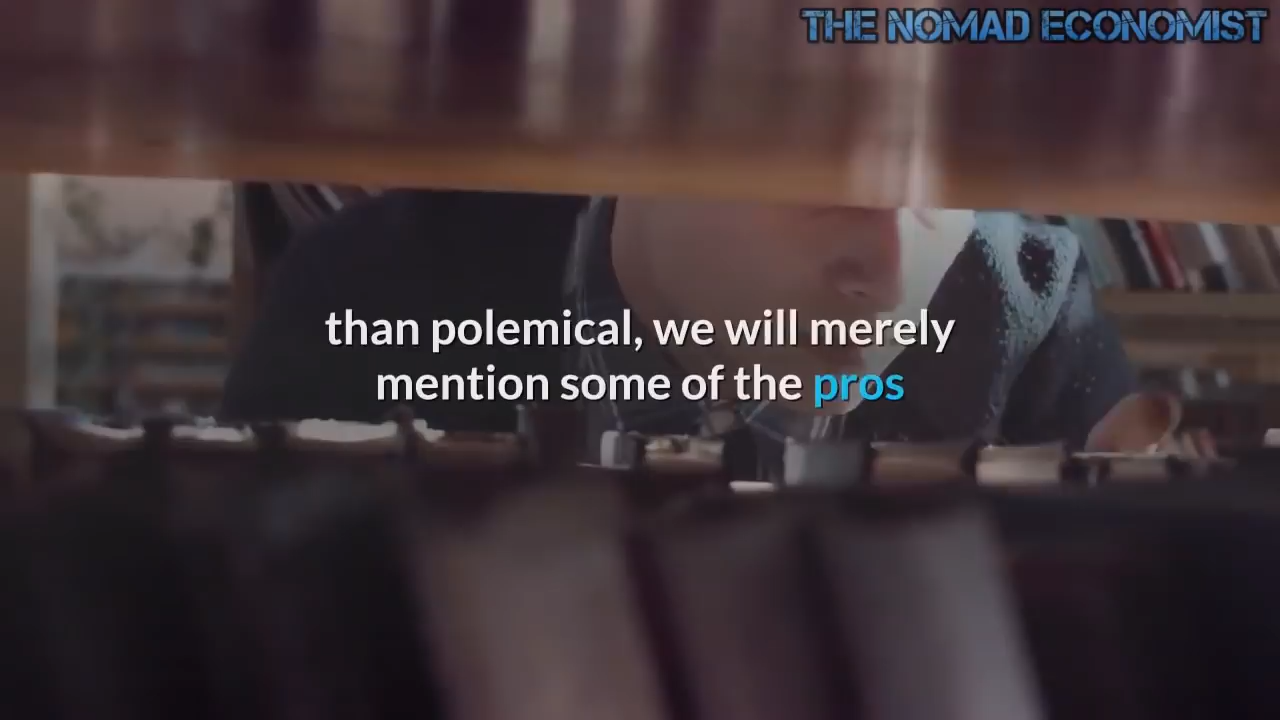 THE NOMAD ECONOMIST
than polemical, we will merely
mention some of the pros